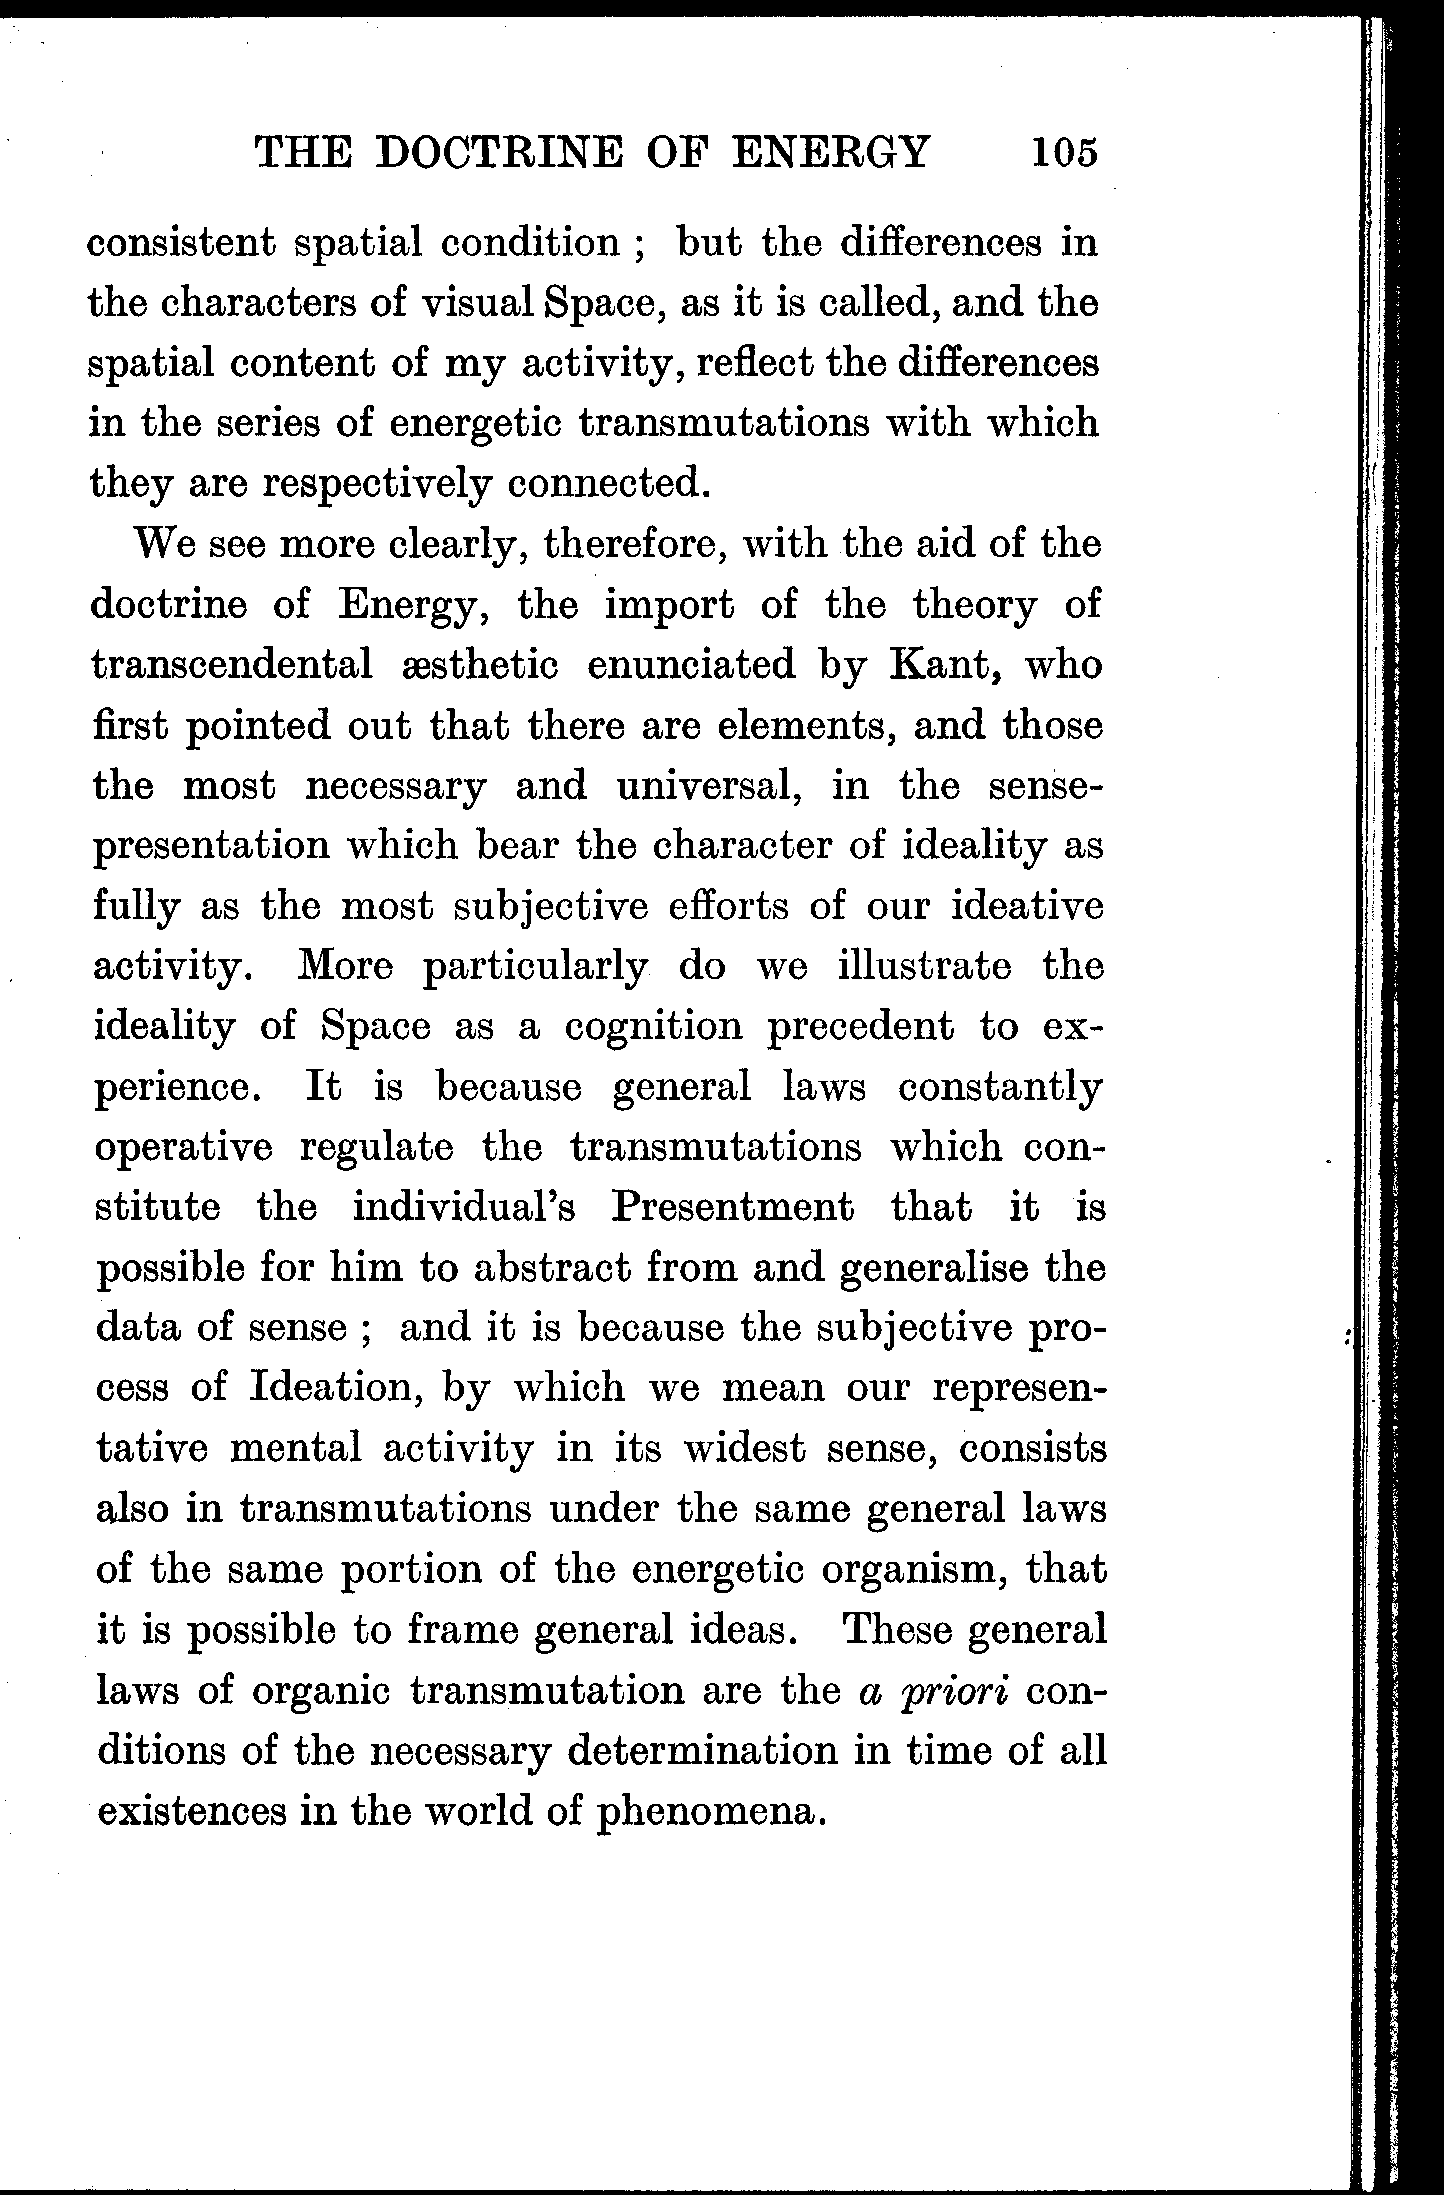 THE DOCTRINE OF ENERGY 105
consistent spatial condition ; but the differences in
the characters of visual Space, as it is called, and the
spatial content of my activity, reflect the differences
in the series of energetic transmutations with which
they are respectively connected.
We see more clearly, therefore, with the aid of the
doctrine of Energy, the import of the theory of
transcendental æsthetic enunciated by Kant, who
first pointed out that there are elements, and those
the most necessary and universal, in the sense-
presentation which bear the character of ideality as
fully as the most subjective efforts of our ideative
activity. More particularly do we illustrate the
ideality of Space as a cognition precedent to ex-
perience. It is because general laws constantly
operative regulate the transmutations which con-
stitute the individual's Presentment that it is
possible for him to abstract from and generalise the
data of sense ; and it is because the subjective pro-
cess of Ideation, by which we mean our represen-
tative mental activity in its widest sense, consists
also in transmutations under the same general laws
of the same portion of the energetic organism, that
it is possible to frame general ideas. These general
laws of organic transmutation are the a priori con-
ditions of the necessary determination in time of all
existences in the world of phenomena.